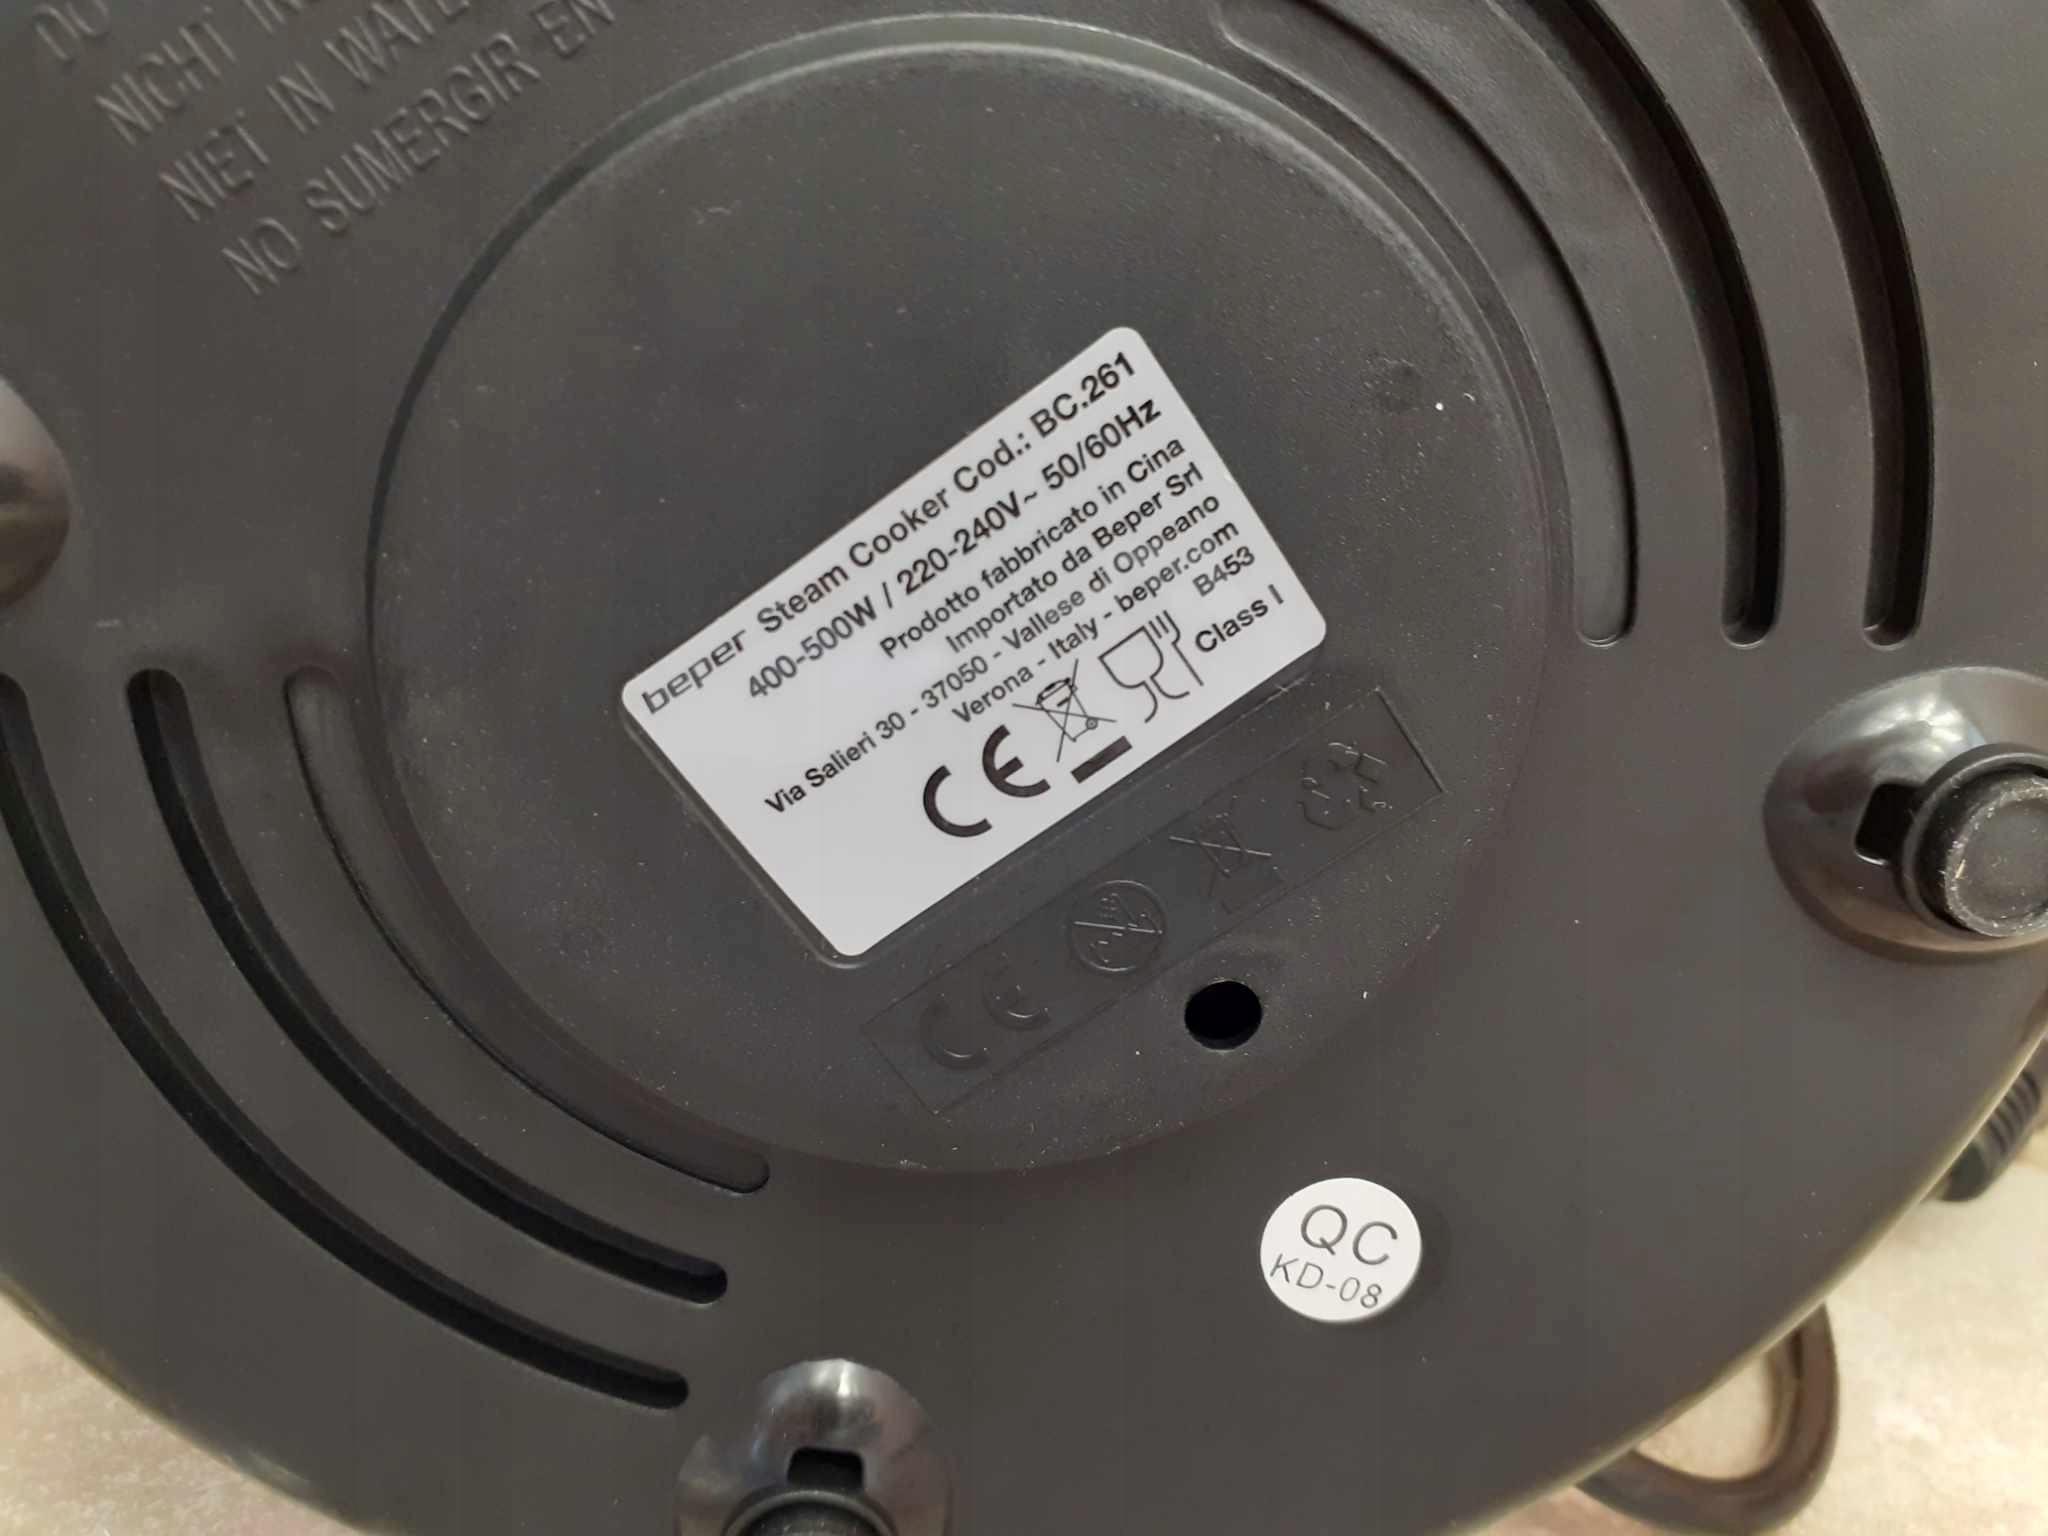 NICHT
NIET IN WATE
NO SUMERGIR EN
beper Steam Cooker Cod.: BC.261
400-500W / 220-240V~ 50/60Hz
Prodotto fabbricato in Cina
Importato da Beper Srl
Via Salieri 30 - 37050 - Vallese di Oppeano
Verona - Italy - beper.com
B453
CE
Class I
CE
QC
KD-08